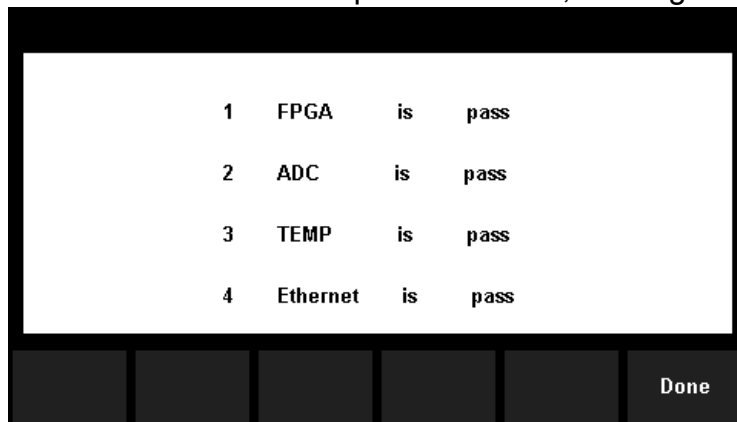 1 FPGA is pass
2 ADC is pass
3 TEMP is pass
4 Ethernet is pass
Done